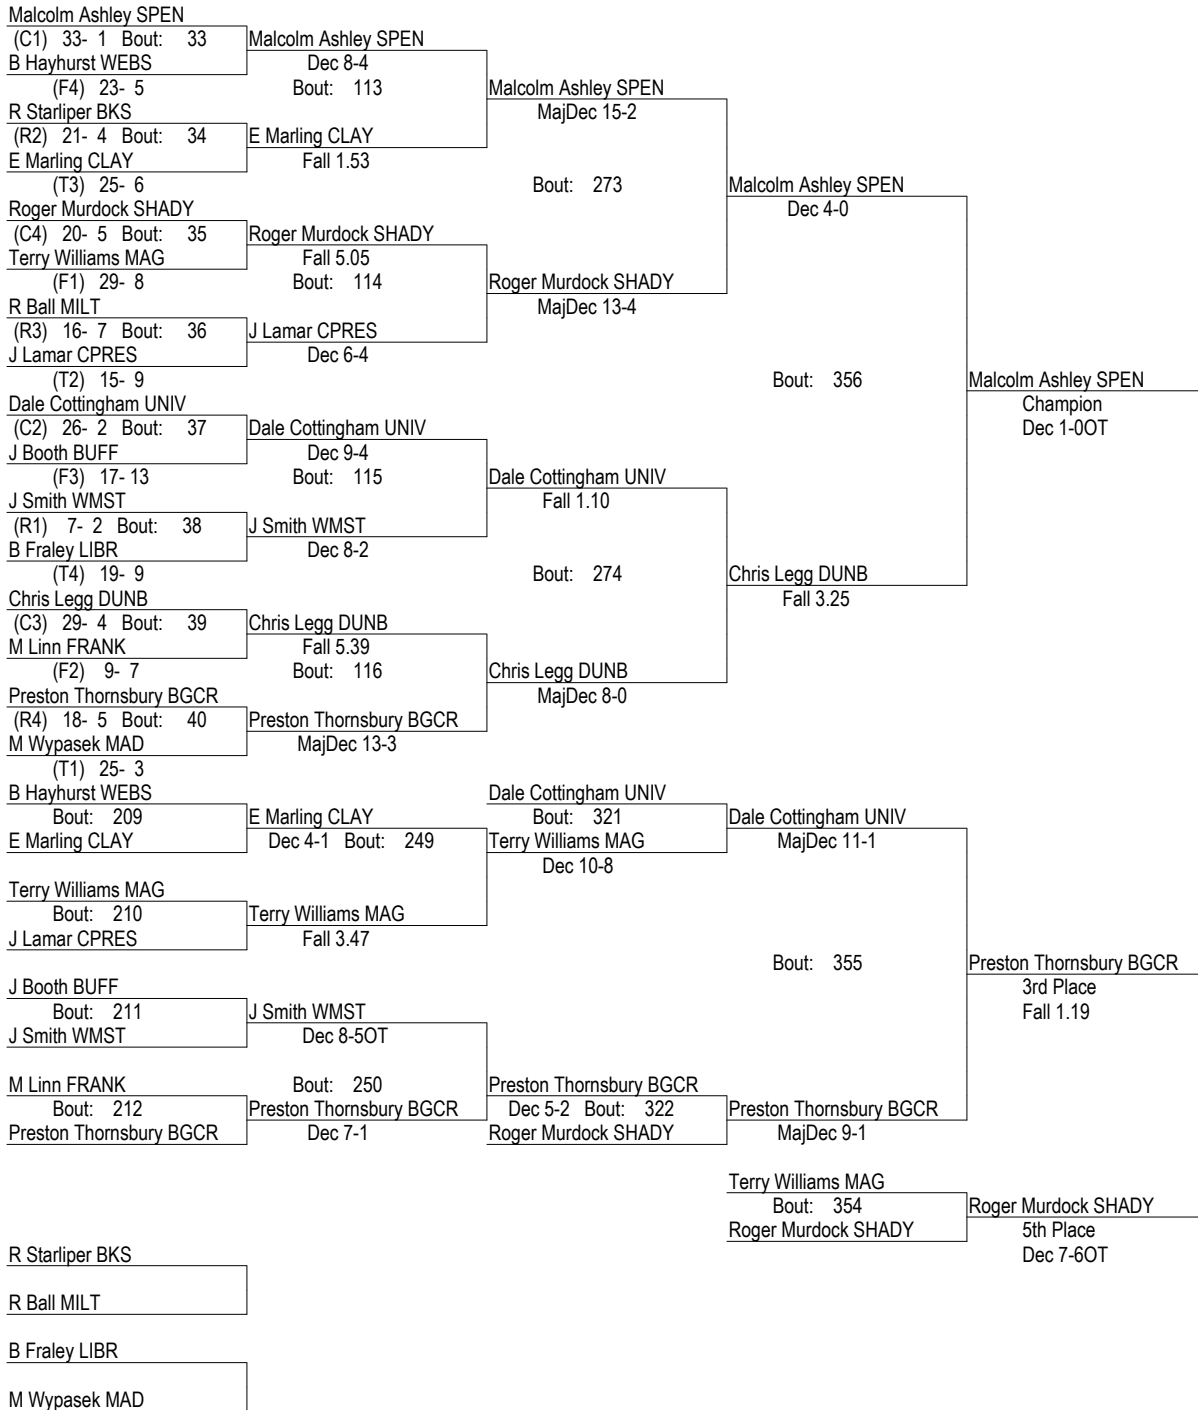 Malcolm Ashley SPEN
(C1) 33- 1 Bout: 33 Malcolm Ashley SPEN
B Hayhurst WEBS Dec 8-4
(F4) 23- 5 Bout: 113 Malcolm Ashley SPEN
R Starliper BKS MajDec 15-2
(R2) 21- 4 Bout: 34 E Marling CLAY
E Marling CLAY Fall 1.53
(T3) 25- 6 Bout: 273 Malcolm Ashley SPEN
Roger Murdock SHADY Dec 4-0
(C4) 20- 5 Bout: 35 Roger Murdock SHADY
Terry Williams MAG Fall 5.05
(F1) 29- 8 Bout: 114 Roger Murdock SHADY
R Ball MILT MajDec 13-4
(R3) 16- 7 Bout: 36 J Lamar CPRES
J Lamar CPRES Dec 6-4
(T2) 15- 9 Bout: 356 Malcolm Ashley SPEN
Dale Cottingham UNIV Champion
(C2) 26- 2 Bout: 37 Dale Cottingham UNIV Dec 1-0OT
J Booth BUFF Dec 9-4
(F3) 17- 13 Bout: 115 Dale Cottingham UNIV
J Smith WMST Fall 1.10
(R1) 7- 2 Bout: 38 J Smith WMST
B Fraley LIBR Dec 8-2
(T4) 19- 9 Bout: 274 Chris Legg DUNB
Chris Legg DUNB Fall 3.25
(C3) 29- 4 Bout: 39 Chris Legg DUNB
M Linn FRANK Fall 5.39
(F2) 9- 7 Bout: 116 Chris Legg DUNB
Preston Thornsbury BGCR MajDec 8-0
(R4) 18- 5 Bout: 40 Preston Thornsbury BGCR
M Wypasek MAD MajDec 13-3
(T1) 25- 3
B Hayhurst WEBS Dale Cottingham UNIV
Bout: 209 E Marling CLAY Bout: 321 Dale Cottingham UNIV
E Marling CLAY Dec 4-1 Bout: 249 Terry Williams MAG MajDec 11-1
Dec 10-8
Terry Williams MAG
Bout: 210 Terry Williams MAG
J Lamar CPRES Fall 3.47
Bout: 355 Preston Thornsbury BGCR
J Booth BUFF 3rd Place
Bout: 211 J Smith WMST Fall 1.19
J Smith WMST Dec 8-5OT
M Linn FRANK Bout: 250 Preston Thornsbury BGCR
Bout: 212 Preston Thornsbury BGCR Dec 5-2 Bout: 322 Preston Thornsbury BGCR
Preston Thornsbury BGCR Dec 7-1 Roger Murdock SHADY MajDec 9-1
Terry Williams MAG
Bout: 354 Roger Murdock SHADY
Roger Murdock SHADY 5th Place
R Starliper BKS Dec 7-6OT
R Ball MILT
B Fraley LIBR
M Wypasek MAD